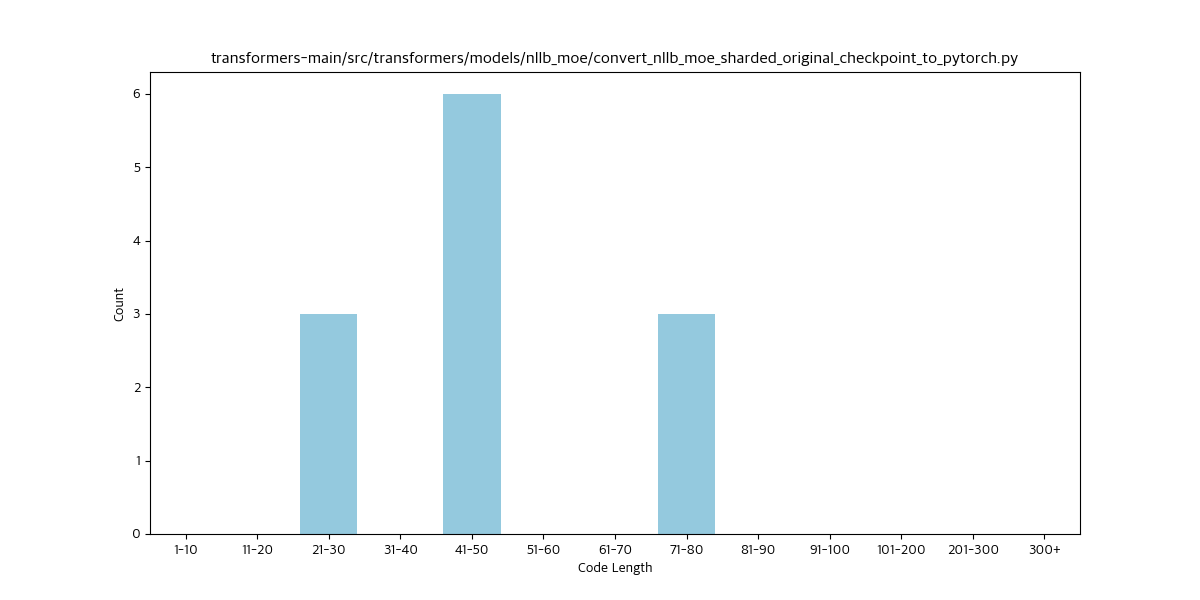 transformers-main/src/transformers/models/nllb_moe/convert_nllb_moe_sharded_original_checkpoint_to_pytorch.py
6
5
4
3
2
1
0
Count
1-10 11-20 21-30 31-40 41-50 51-60 61-70 71-80 81-90 91-100 101-200 201-300 300+
Code Length